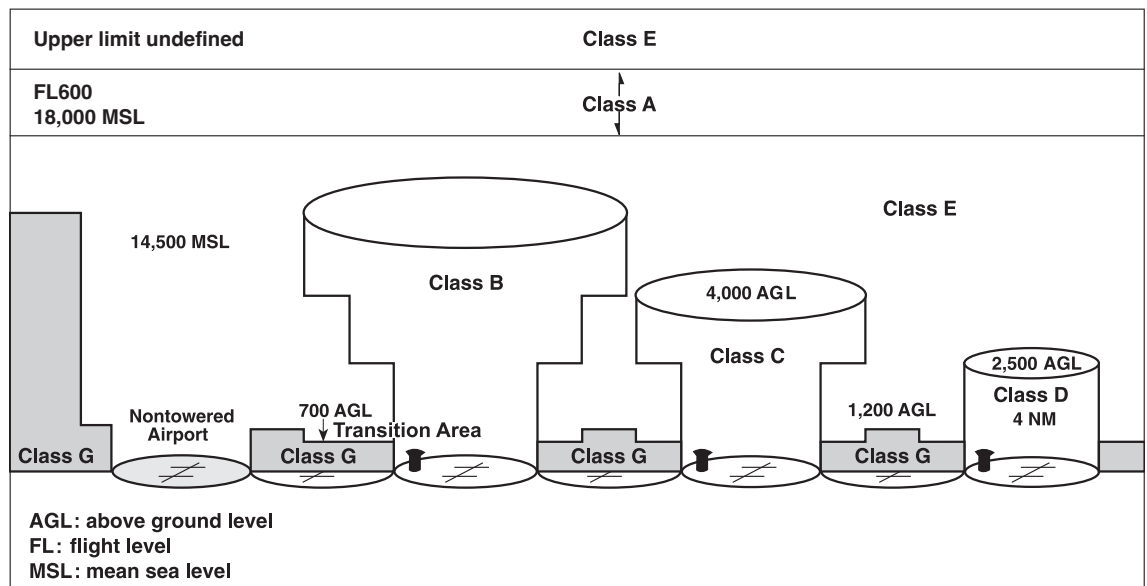 Upper limit undefined
Class E
FL600
18,000 MSL
Class A
Class E
14,500 MSL
Class B
4,000 AGL
Class C
2,500 AGL
Class D
4 NM
Nontowered
Airport
700 AGL
Transition Area
1,200 AGL
Class G
Class G
Class G
Class G
AGL: above ground level
FL: flight level
MSL: mean sea level